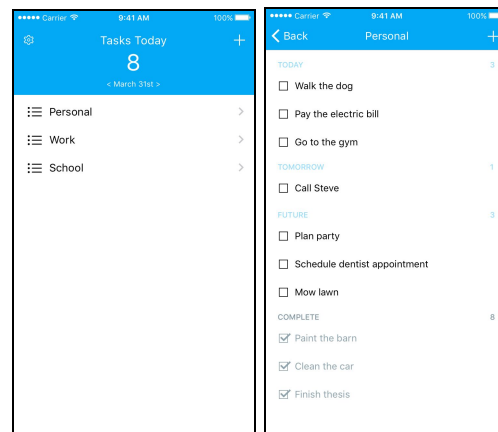 Carrier 9:41 AM 100%
Tasks Today
8
< March 31st >
Personal
Work
School
Carrier 9:41 AM 100%
Back Personal
TODAY 3
Walk the dog
Pay the electric bill
Go to the gym
TOMORROW 1
Call Steve
FUTURE 3
Plan party
Schedule dentist appointment
Mow lawn
COMPLETE 8
Paint the barn
Clean the car
Finish thesis